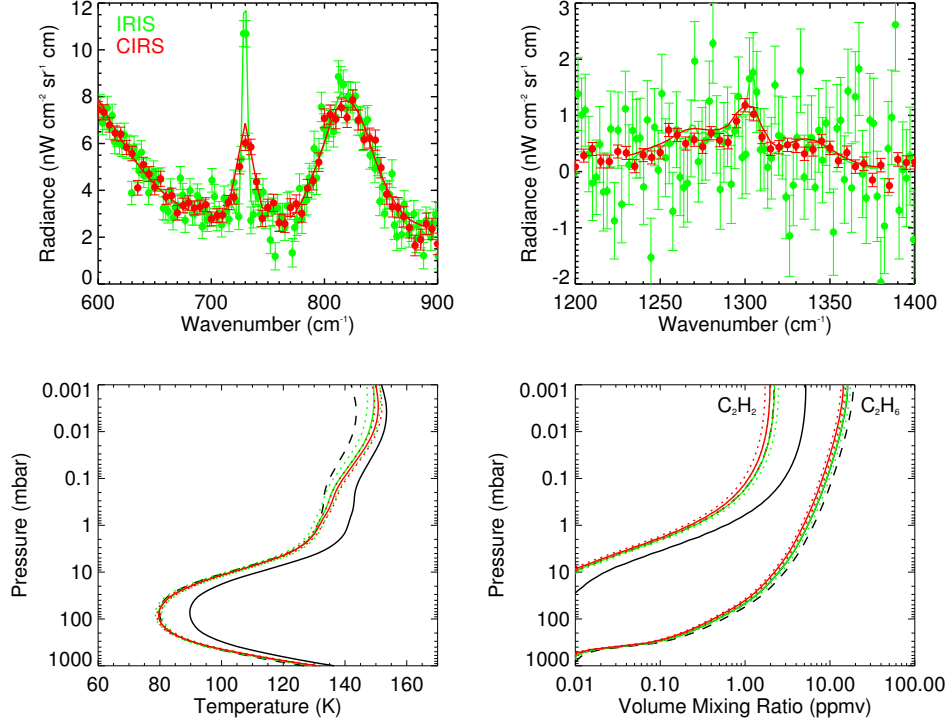 IRIS
CIRS
12
10
8
6
4
2
0
Radiance (nW cm⁻² sr⁻¹ cm)
600 700 800 900
Wavenumber (cm⁻¹)
3
2
1
0
-1
-2
Radiance (nW cm⁻² sr⁻¹ cm)
1200 1250 1300 1350 1400
Wavenumber (cm⁻¹)
0.001
0.01
0.1
1
10
100
1000
Pressure (mbar)
60 80 100 120 140 160
Temperature (K)
C₂H₂ C₂H₆
0.001
0.01
0.1
1
10
100
1000
Pressure (mbar)
0.01 0.10 1.00 10.00 100.00
Volume Mixing Ratio (ppmv)